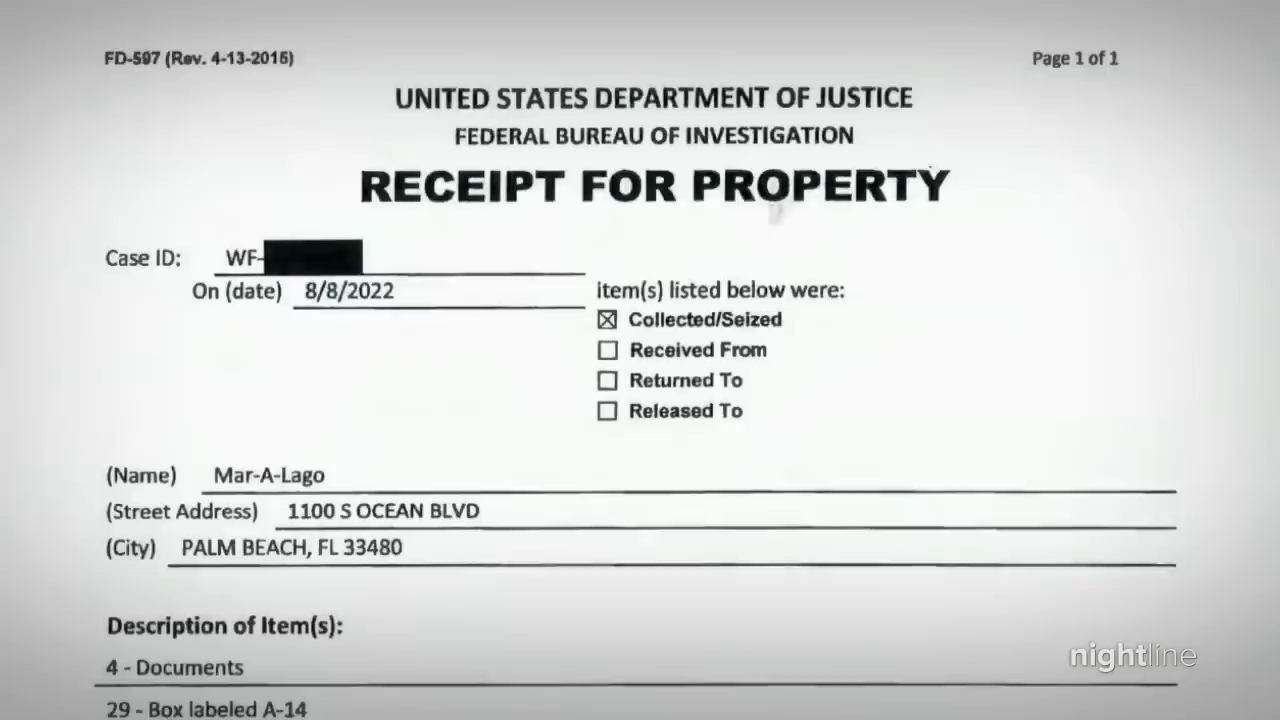 FD-597 (Rev. 4-13-2015) Page 1 of 1
UNITED STATES DEPARTMENT OF JUSTICE
FEDERAL BUREAU OF INVESTIGATION
RECEIPT FOR PROPERTY
Case ID: WF-
On (date) 8/8/2022 item(s) listed below were:
☒ Collected/Seized
☐ Received From
☐ Returned To
☐ Released To
(Name) Mar-A-Lago
(Street Address) 1100 S OCEAN BLVD
(City) PALM BEACH, FL 33480
Description of Item(s):
4 - Documents
29 - Box labeled A-14
nightline